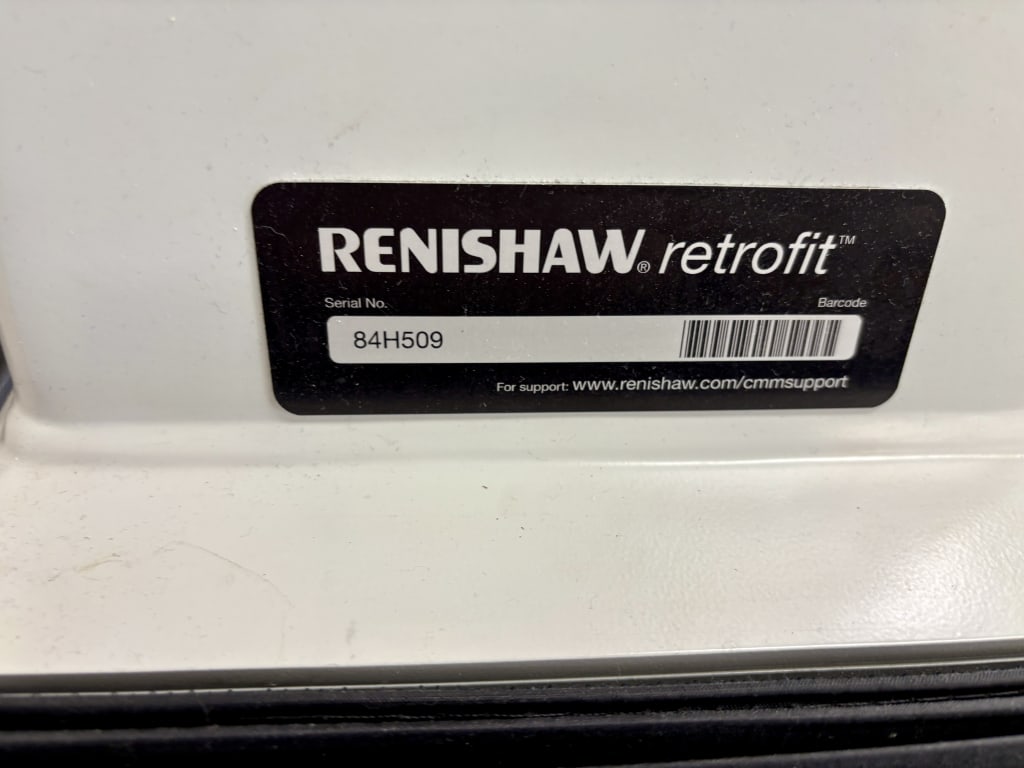 RENISHAW® retrofit™
Serial No. Barcode
84H509
For support: www.renishaw.com/cmmsupport